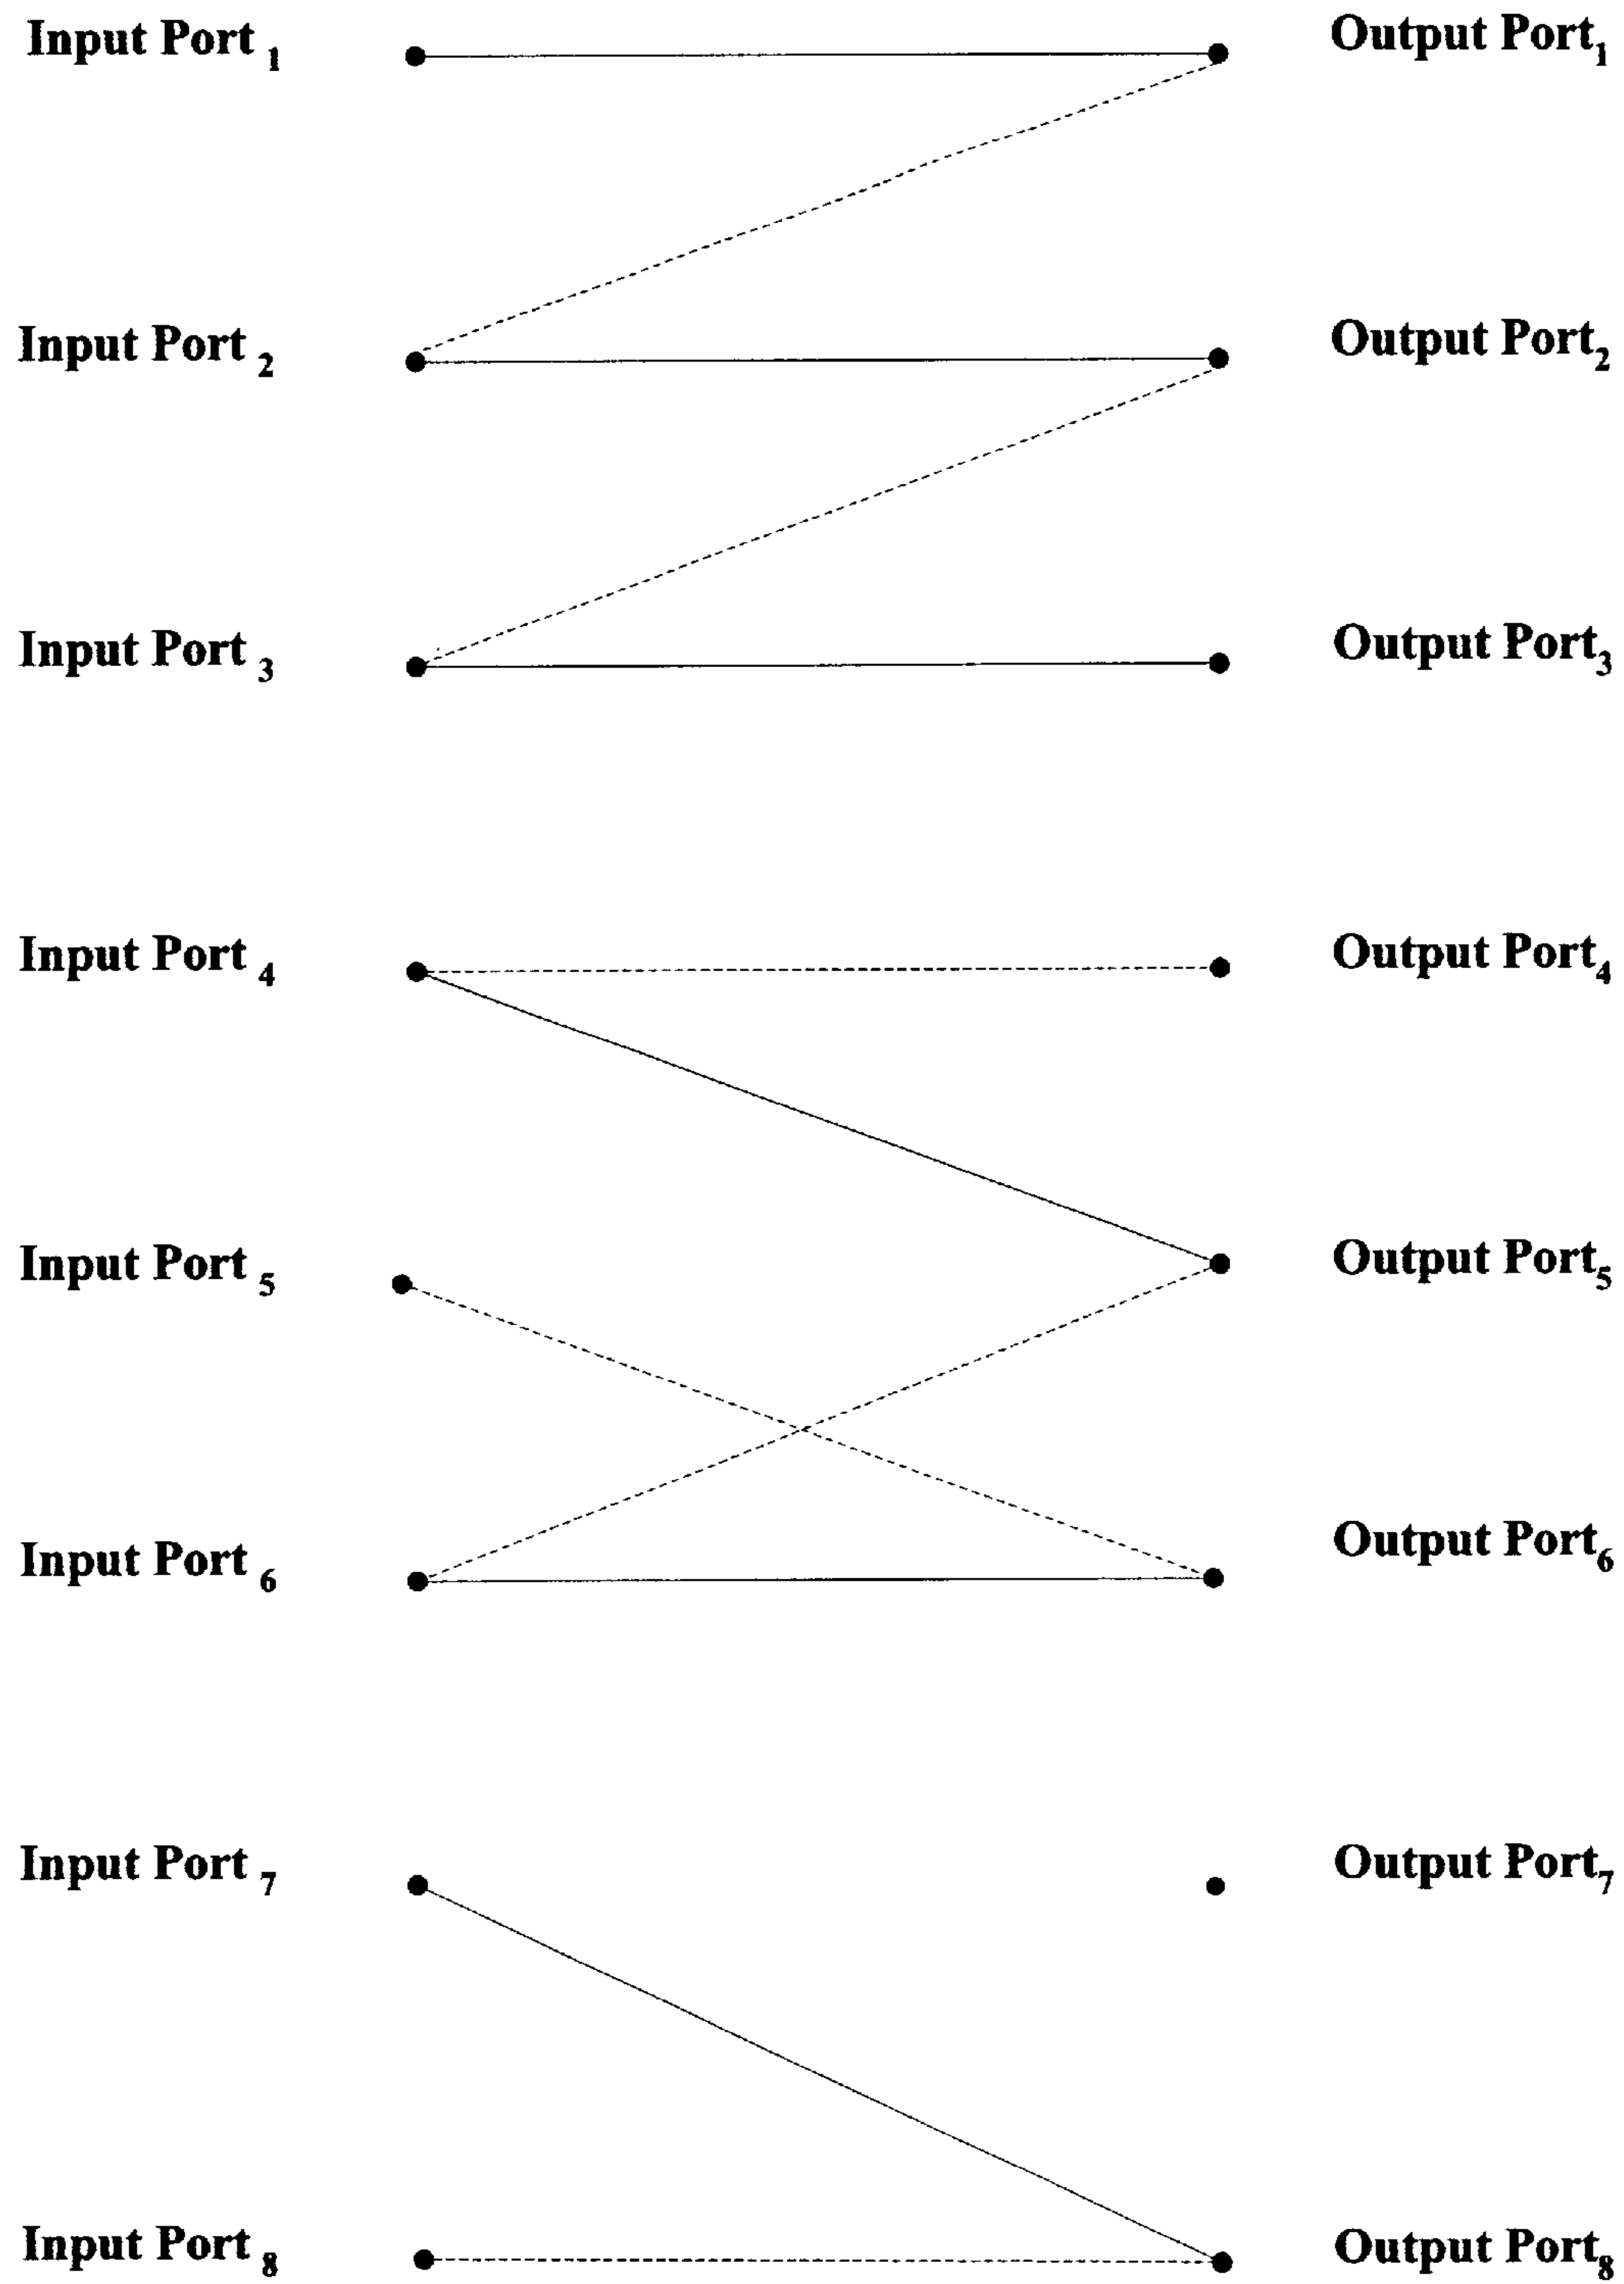 Input Port 1 Output Port1
Input Port 2 Output Port2
Input Port 3 Output Port3
Input Port 4 Output Port4
Input Port 5 Output Port5
Input Port 6 Output Port6
Input Port 7 Output Port7
Input Port 8 Output Port8